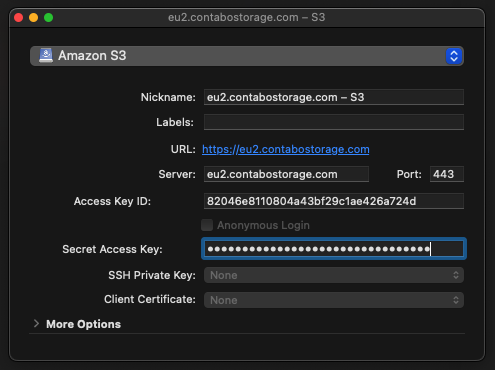 eu2.contabostorage.com – S3
Amazon S3
Nickname: eu2.contabostorage.com – S3
Labels:
URL: https://eu2.contabostorage.com
Server: eu2.contabostorage.com Port: 443
Access Key ID: 82046e8110804a43bf29c1ae426a724d
Anonymous Login
Secret Access Key: ••••••••••••••••••••••••••••••••
SSH Private Key: None
Client Certificate: None
More Options